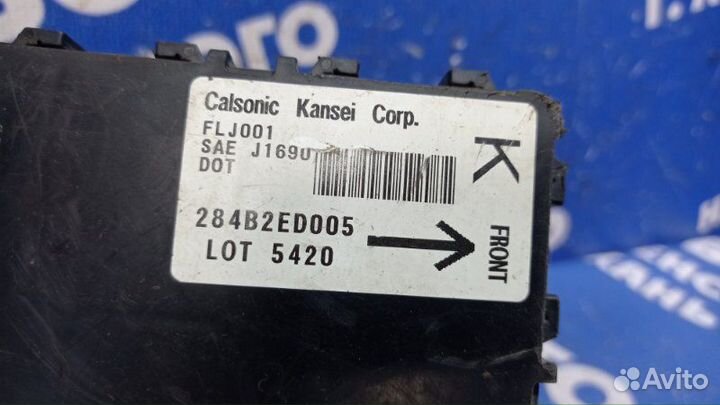 Calsonic Kansei Corp.
FLJ001
SAE J1690
DOT
K
284B2ED005
LOT 5420
FRONT
Avito